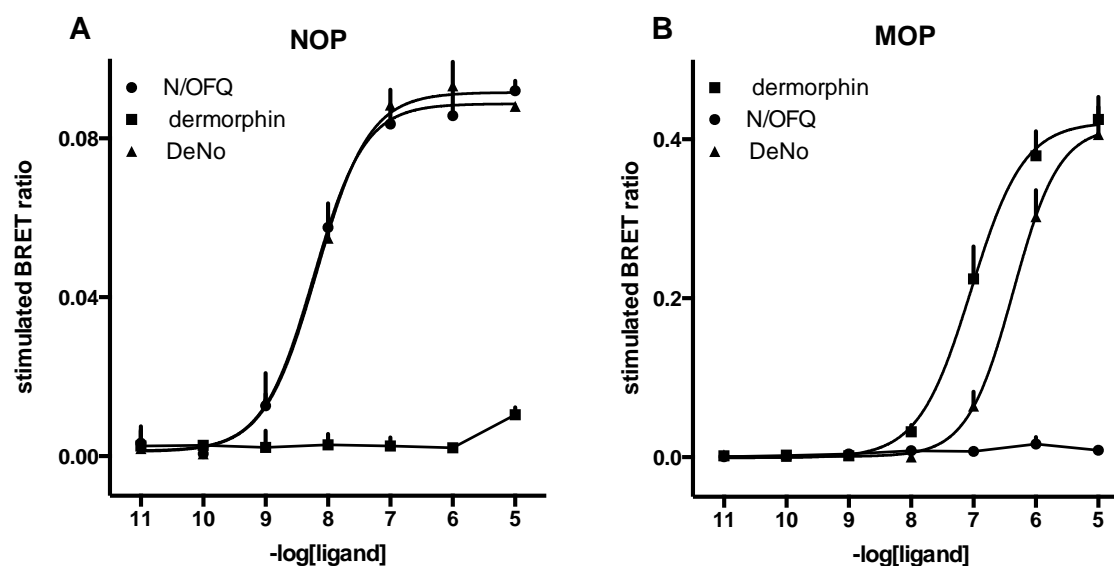 A
NOP
N/OFQ
dermorphin
DeNo
stimulated BRET ratio
0.08
0.04
0.00
11 10 9 8 7 6 5
-log[ligand]
B
MOP
dermorphin
N/OFQ
DeNo
stimulated BRET ratio
0.4
0.2
0.0
11 10 9 8 7 6 5
-log[ligand]